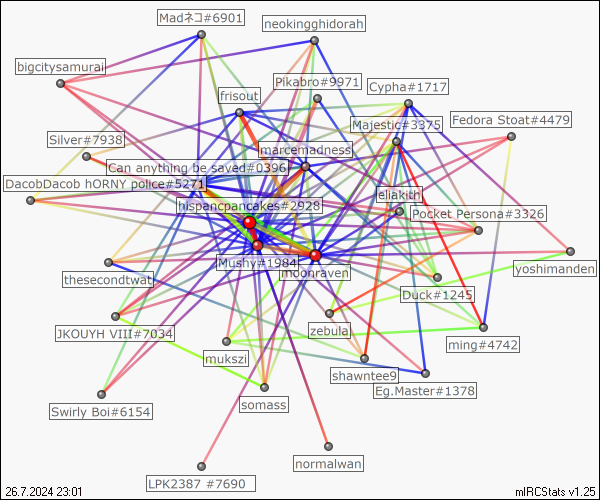 Madネコ#6901
neokingghidorah
bigcitysamurai
Pikabro#9971
Cypha#1717
frisout
Fedora Stoat#4479
Majestic#3375
Silver#7938
marcemadness
Can anything be saved#0396
DacobDacob hORNY police#5271
eliakith
hispancpancakes#2928
Pocket Persona#3326
Mushy#1984
moonraven
yoshimanden
thesecondtwat
Duck#1245
JKOUYH VIII#7034
zebula
ming#4742
mukszi
shawntee9
Eg.Master#1378
Swirly Boi#6154
somass
normalwan
LPK2387 #7690
26.7.2024 23:01
mIRCStats v1.25